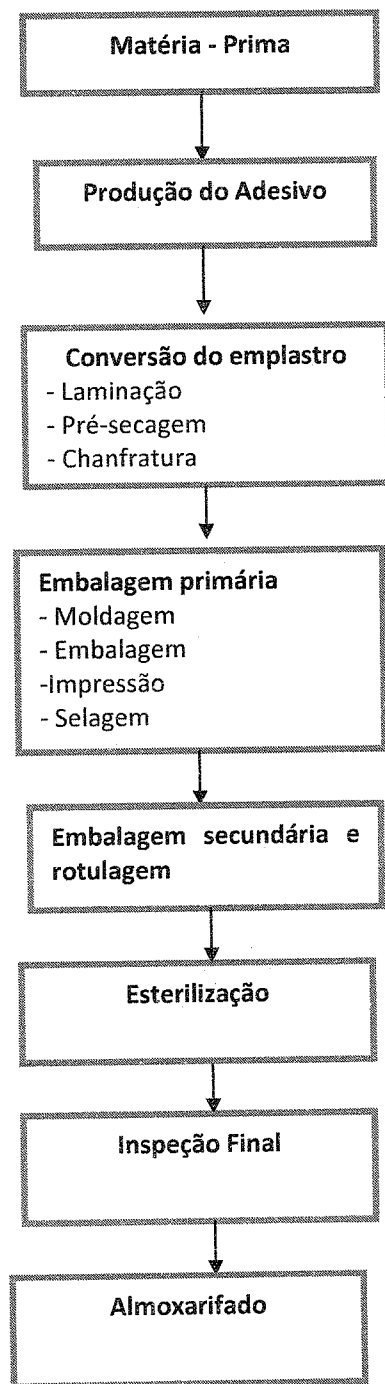 Matéria - Prima
Produção do Adesivo
Conversão do emplastro
- Laminação
- Pré-secagem
- Chanfratura
Embalagem primária
- Moldagem
- Embalagem
-Impressão
- Selagem
Embalagem secundária e
rotulagem
Esterilização
Inspeção Final
Almoxarifado